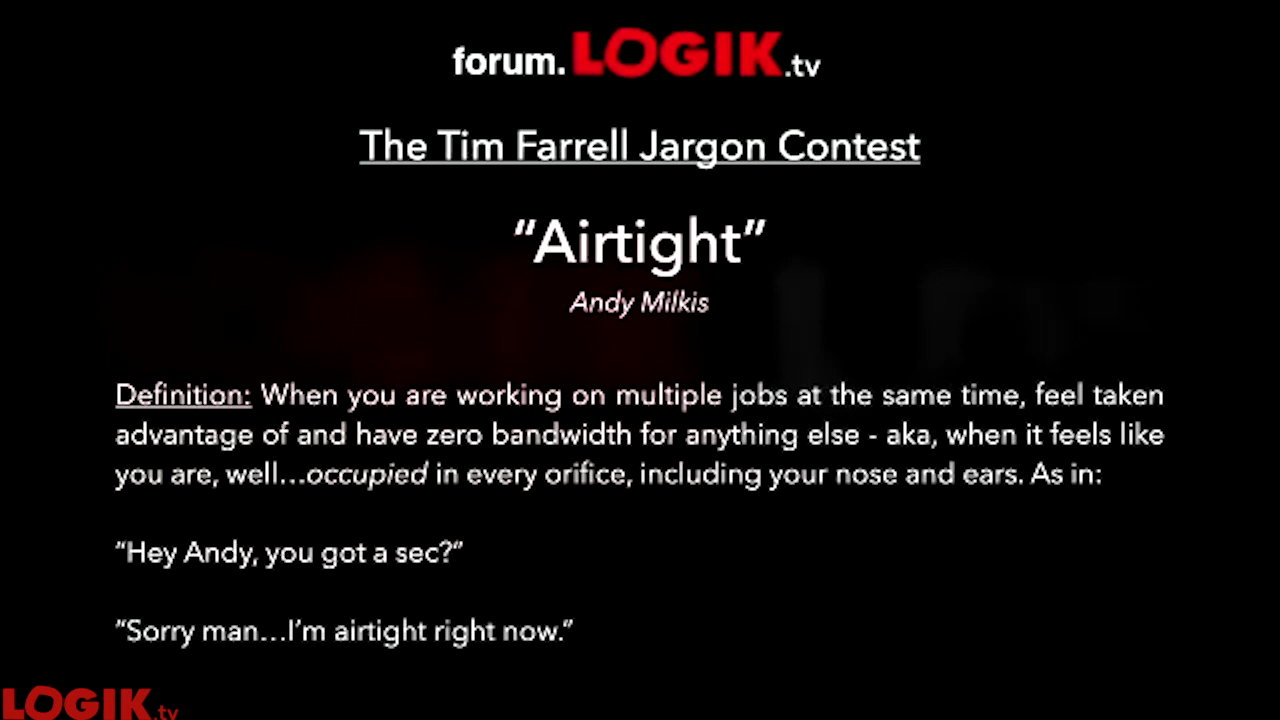 forum.LOGIK.tv
The Tim Farrell Jargon Contest
“Airtight”
Andy Milkis
Definition: When you are working on multiple jobs at the same time, feel taken
advantage of and have zero bandwidth for anything else - aka, when it feels like
you are, well…occupied in every orifice, including your nose and ears. As in:
“Hey Andy, you got a sec?”
“Sorry man…I’m airtight right now.”
LOGIK.tv